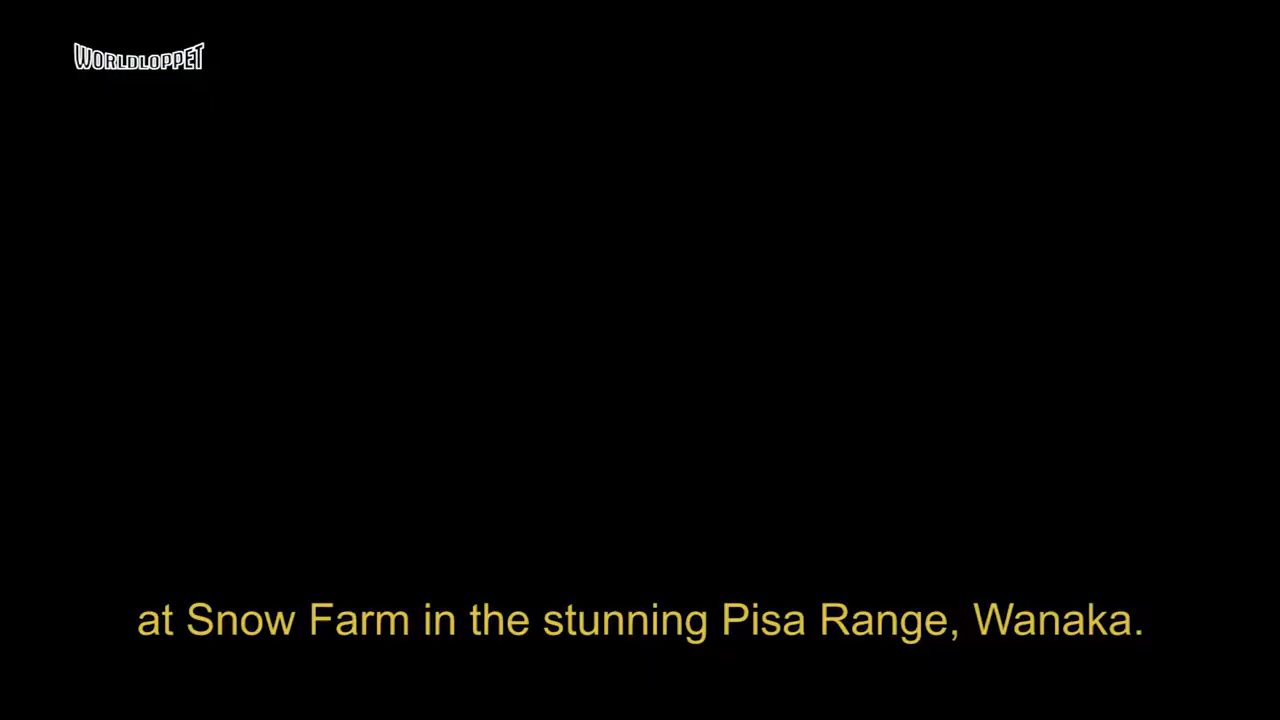 WORLDLOPPET
at Snow Farm in the stunning Pisa Range, Wanaka.